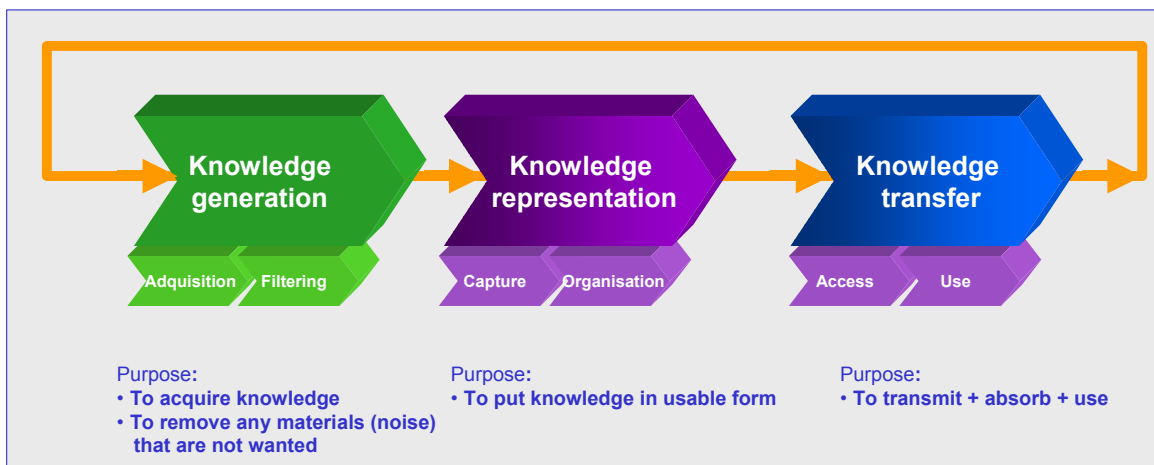 Knowledge
generation
Knowledge
representation
Knowledge
transfer
Adquisition
Filtering
Capture
Organisation
Access
Use
Purpose:
• To acquire knowledge
• To remove any materials (noise)
that are not wanted
Purpose:
• To put knowledge in usable form
Purpose:
• To transmit + absorb + use